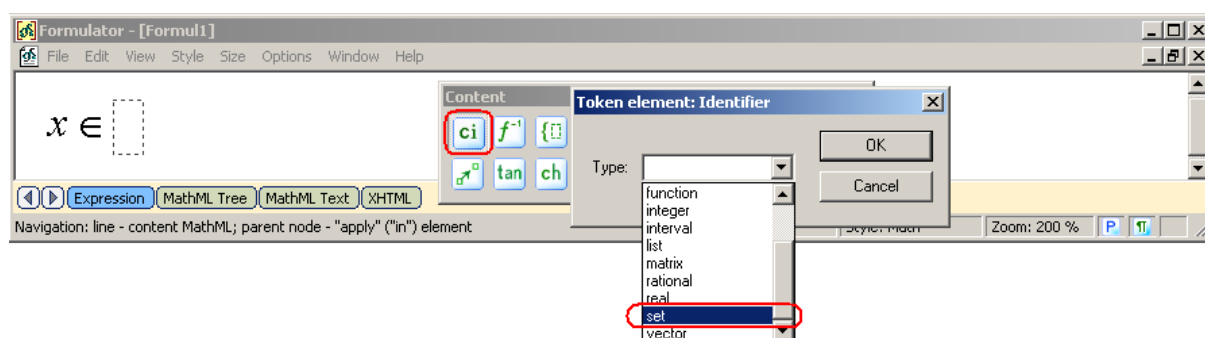 Formulator - [Formul1]
File Edit View Style Size Options Window Help
x ∈
Content
ci f⁻¹ {
tan ch
Token element: Identifier
Type:
OK
Cancel
function
integer
interval
list
matrix
rational
real
set
vector
Expression MathML Tree MathML Text XHTML
Navigation: line - content MathML; parent node - "apply" ("in") element
Style: Math Zoom: 200 % P ¶